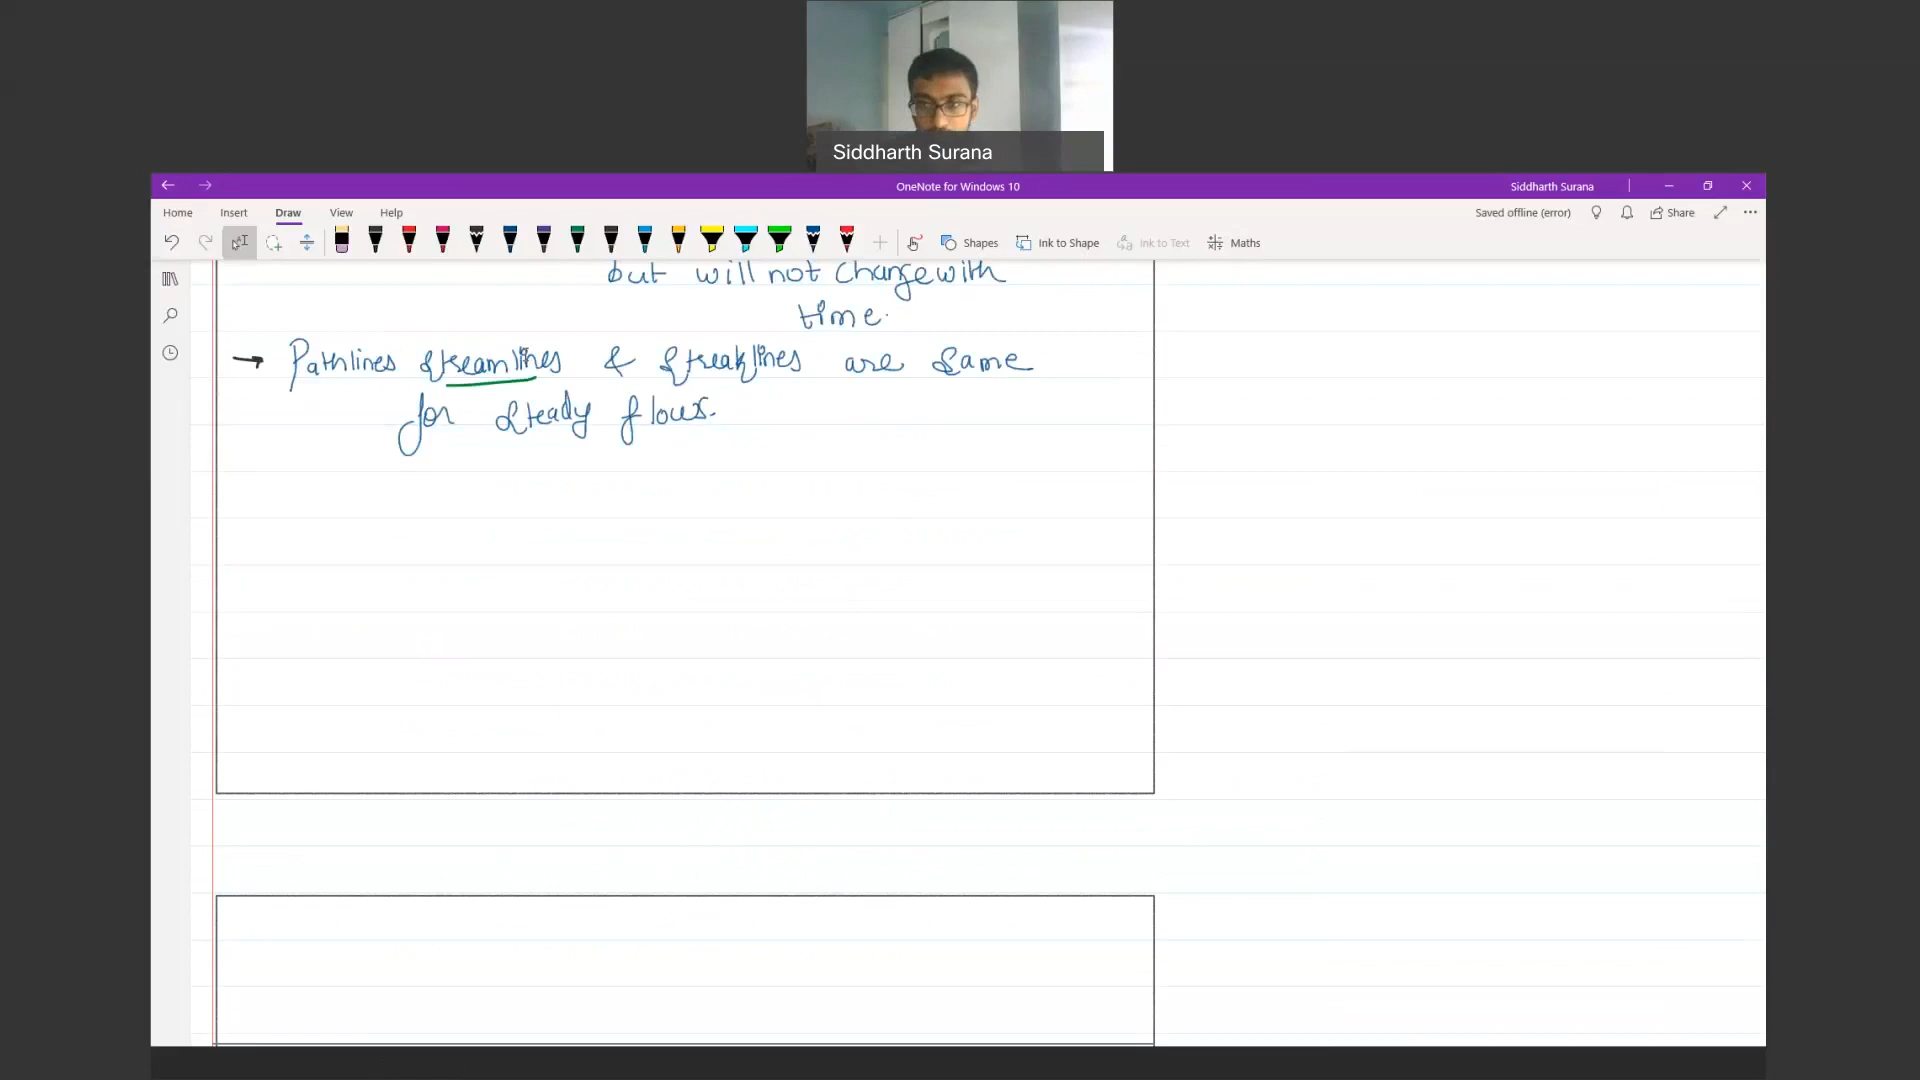 Siddharth Surana
OneNote for Windows 10
Siddharth Surana
Home Insert Draw View Help
Saved offline (error) Share
Shapes Ink to Shape Ink to Text Maths
but will not change with
time.
→ Pathlines streamlines & streaklines are same
for steady flows.